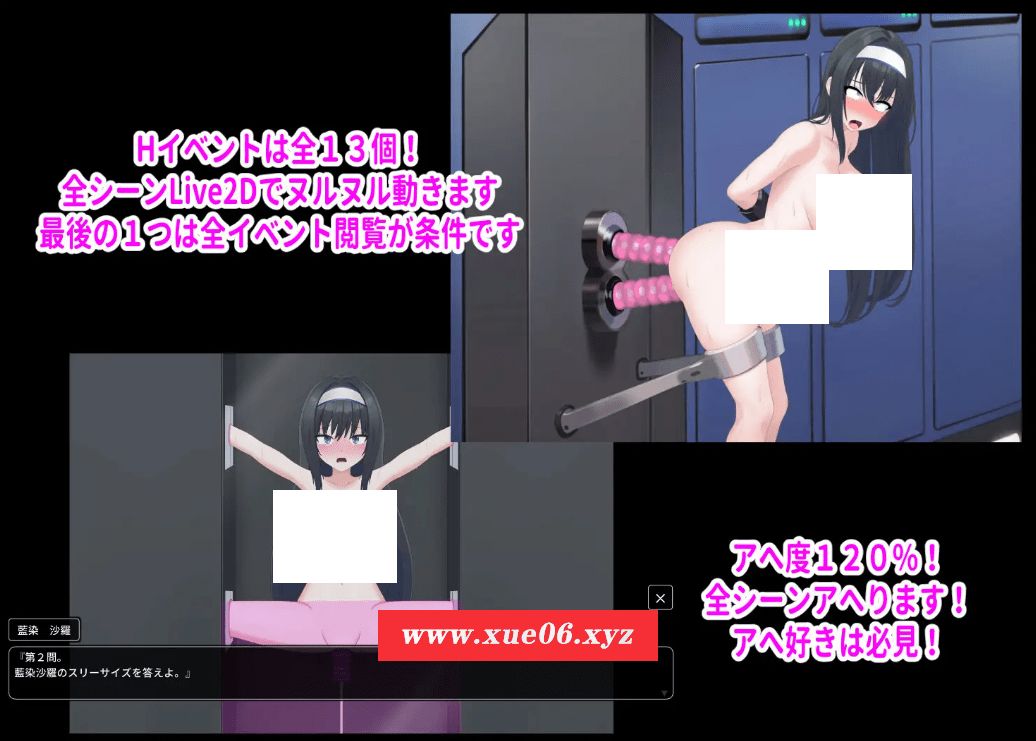 Hイベントは全１３個！
全シーンLive2Dでヌルヌル動きます
最後の１つは全イベント閲覧が条件です
アヘ度１２０％！
全シーンアヘります！
アヘ好きは必見！
www.xue06.xyz
藍染　沙羅
『第２問。
藍染沙羅のスリーサイズを答えよ。』